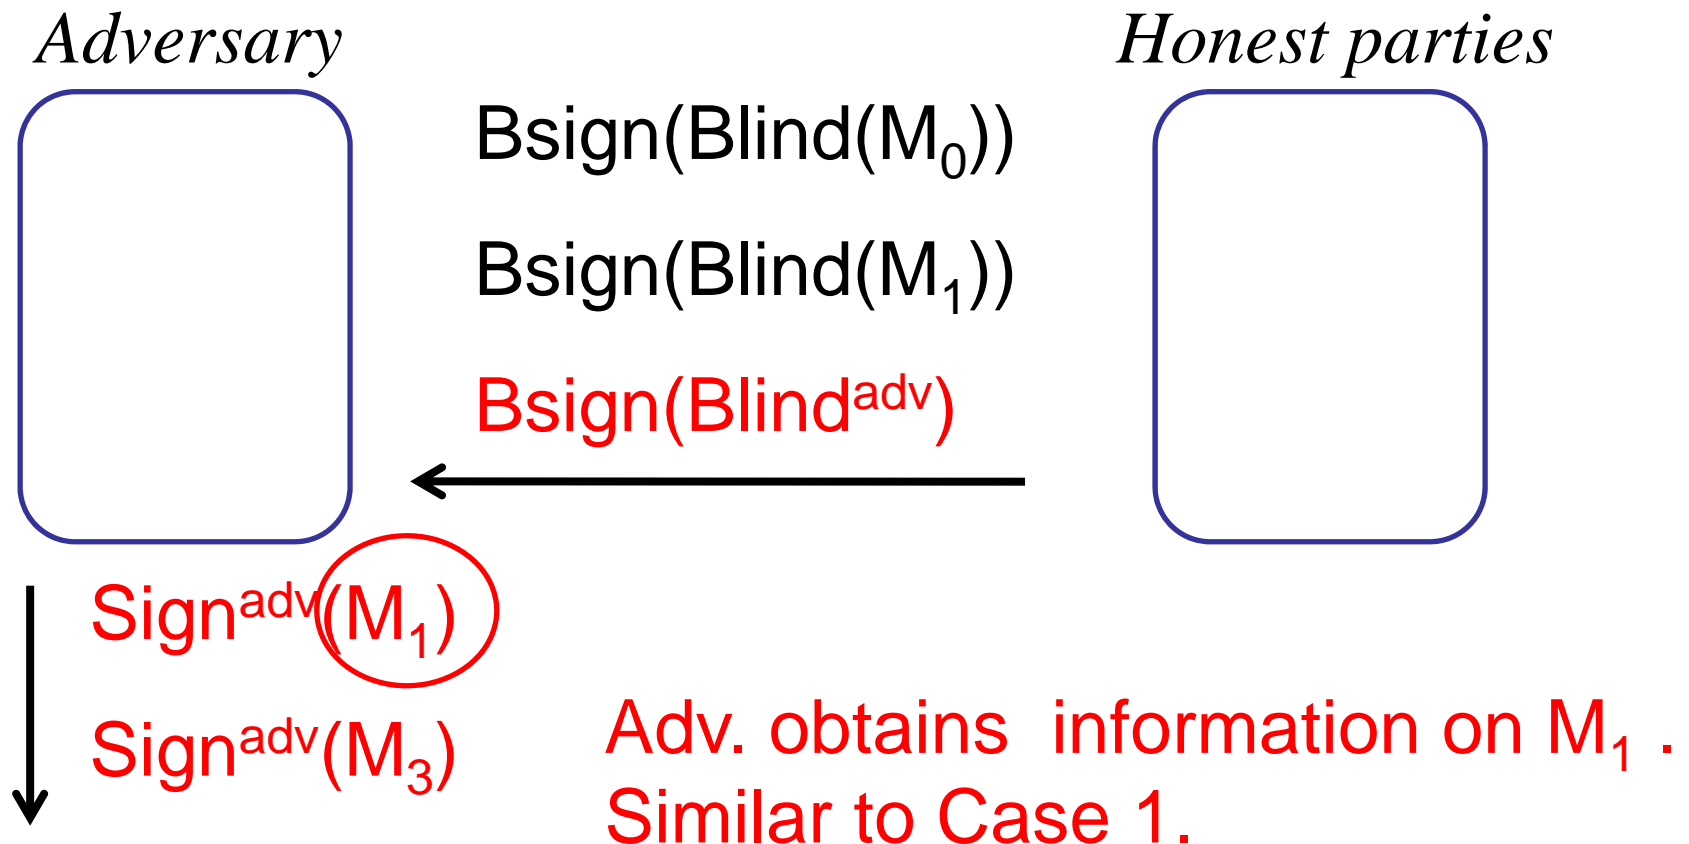 Adversary
Honest parties
Bsign(Blind(M₀))
Bsign(Blind(M₁))
Bsign(Blindᵃᵈᵛ)
Signᵃᵈᵛ(M₁)
Signᵃᵈᵛ(M₃)
Adv. obtains information on M₁ .
Similar to Case 1.